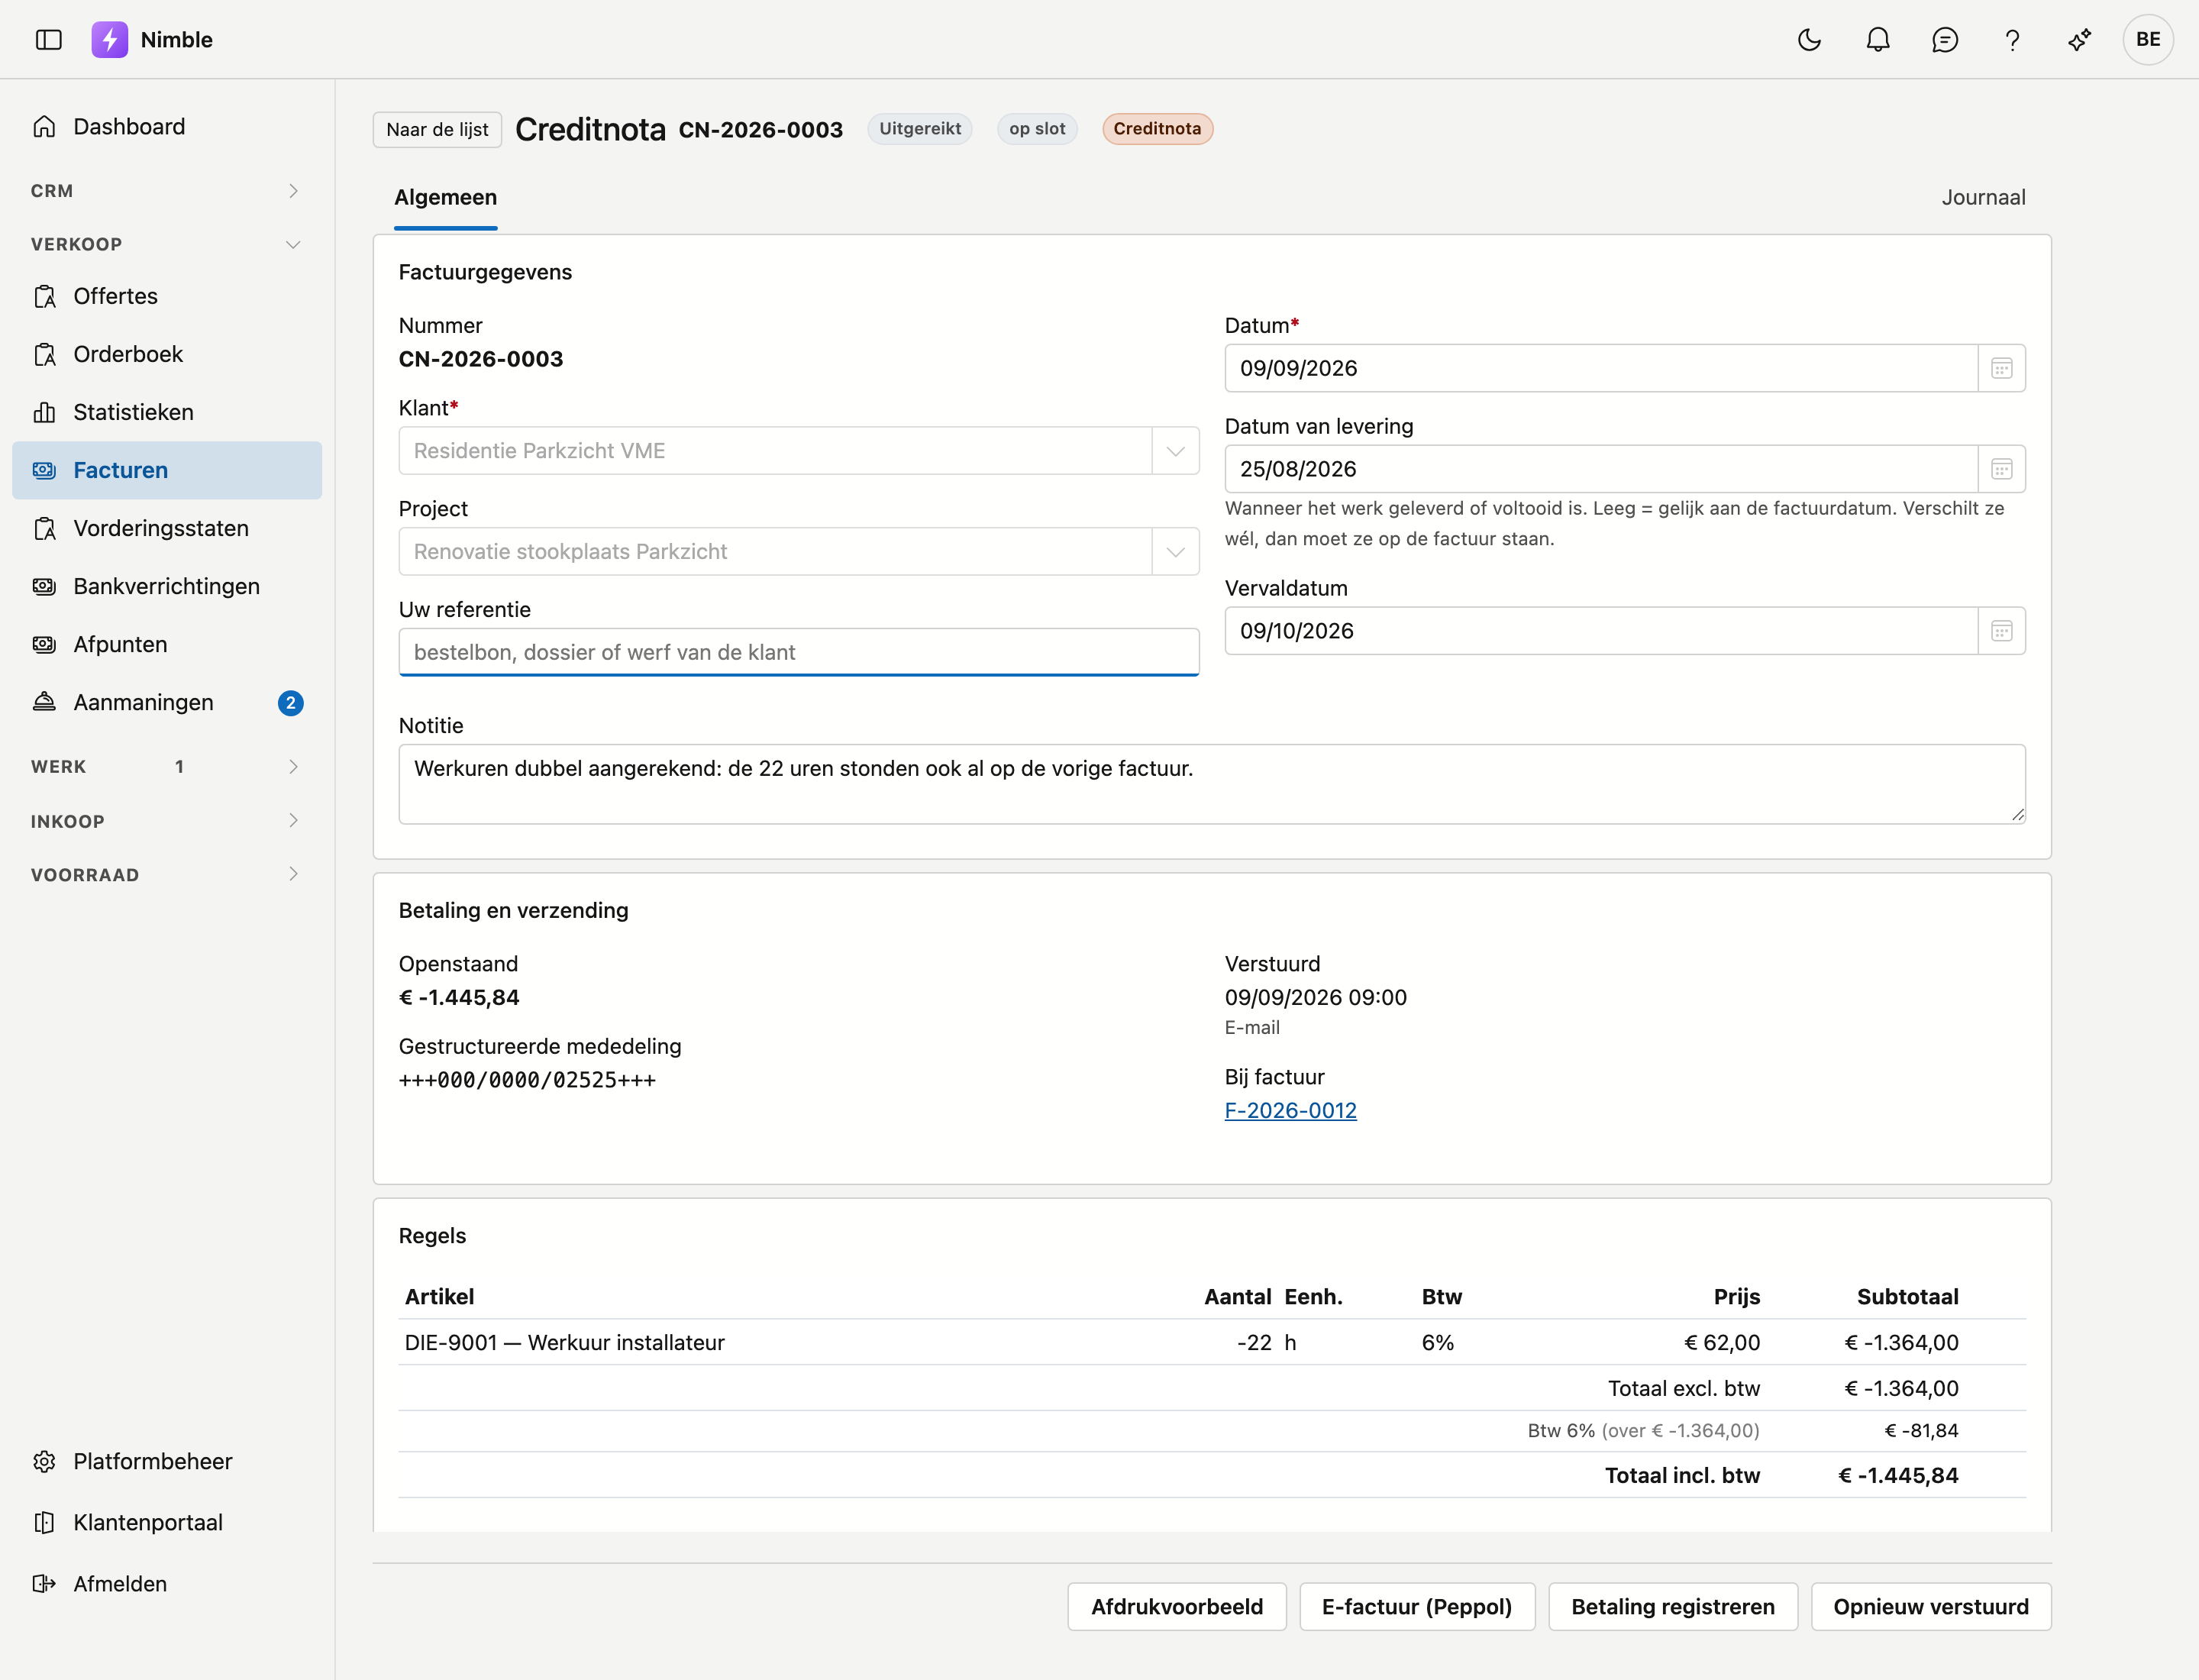 Nimble
BE
Dashboard
CRM
VERKOOP
Offertes
Orderboek
Statistieken
Facturen
Vorderingsstaten
Bankverrichtingen
Afpunten
Aanmaningen 2
WERK 1
INKOOP
VOORRAAD
Platformbeheer
Klantenportaal
Afmelden
Naar de lijst Creditnota CN-2026-0003 Uitgereikt op slot Creditnota
Algemeen Journaal
Factuurgegevens
Nummer
CN-2026-0003
Klant*
Residentie Parkzicht VME
Project
Renovatie stookplaats Parkzicht
Uw referentie
bestelbon, dossier of werf van de klant
Datum*
09/09/2026
Datum van levering
25/08/2026
Wanneer het werk geleverd of voltooid is. Leeg = gelijk aan de factuurdatum. Verschilt ze
wél, dan moet ze op de factuur staan.
Vervaldatum
09/10/2026
Notitie
Werkuren dubbel aangerekend: de 22 uren stonden ook al op de vorige factuur.
Betaling en verzending
Openstaand
€ -1.445,84
Gestructureerde mededeling
+++000/0000/02525+++
Verstuurd
09/09/2026 09:00
E-mail
Bij factuur
F-2026-0012
Regels
Artikel Aantal Eenh. Btw Prijs Subtotaal
DIE-9001 — Werkuur installateur -22 h 6% € 62,00 € -1.364,00
Totaal excl. btw € -1.364,00
Btw 6% (over € -1.364,00) € -81,84
Totaal incl. btw € -1.445,84
Afdrukvoorbeeld E-factuur (Peppol) Betaling registreren Opnieuw verstuurd